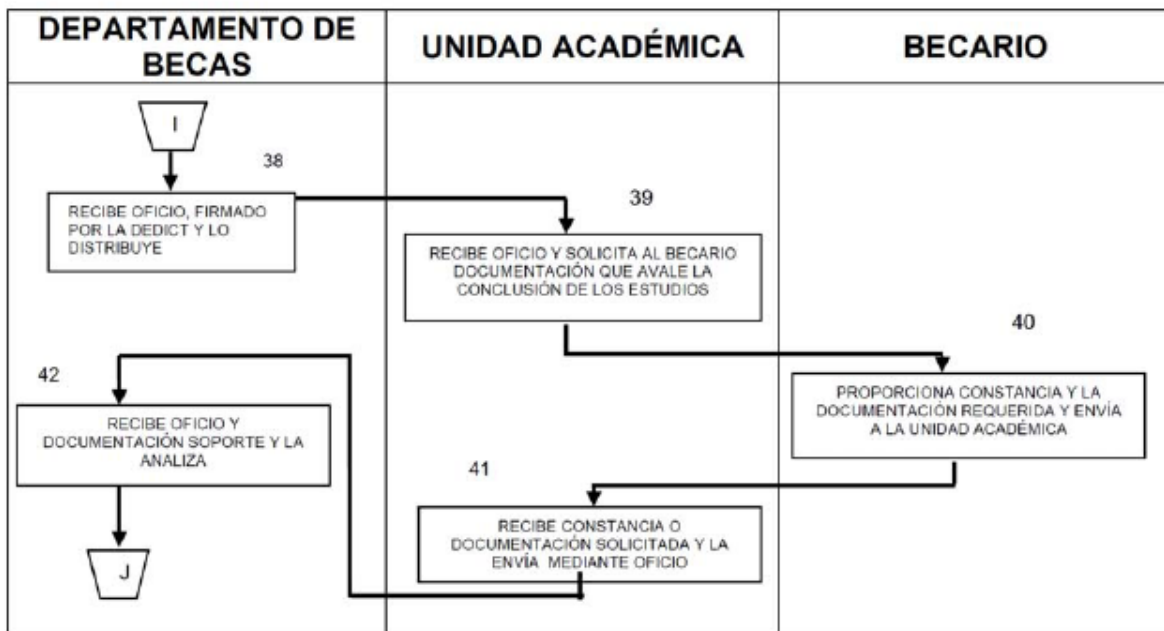 DEPARTAMENTO DE
BECAS
UNIDAD ACADÉMICA
BECARIO
I
38
RECIBE OFICIO, FIRMADO
POR LA DEDICT Y LO
DISTRIBUYE
39
RECIBE OFICIO Y SOLICITA AL BECARIO
DOCUMENTACIÓN QUE AVALE LA
CONCLUSIÓN DE LOS ESTUDIOS
40
PROPORCIONA CONSTANCIA Y LA
DOCUMENTACIÓN REQUERIDA Y ENVÍA
A LA UNIDAD ACADÉMICA
41
RECIBE CONSTANCIA O
DOCUMENTACIÓN SOLICITADA Y LA
ENVÍA MEDIANTE OFICIO
42
RECIBE OFICIO Y
DOCUMENTACIÓN SOPORTE Y LA
ANALIZA
J